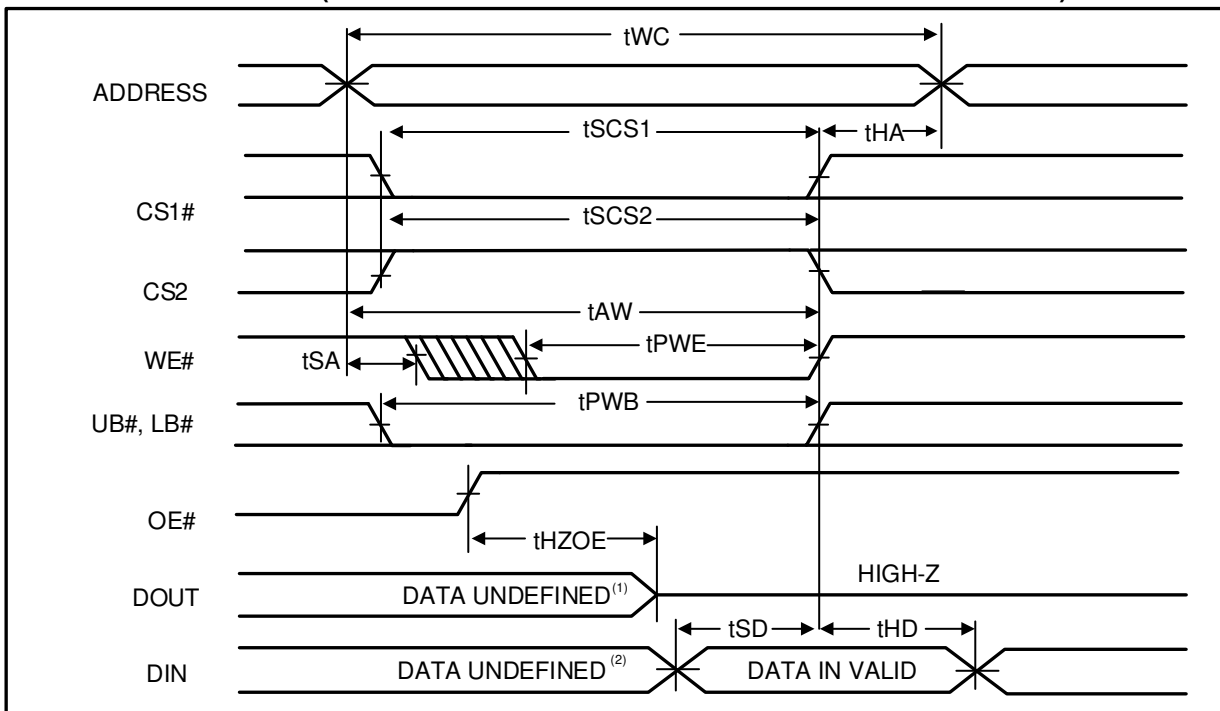 tWC
ADDRESS
tSCS1
tHA
CS1#
tSCS2
CS2
tAW
WE#
tSA
tPWE
tPWB
UB#, LB#
OE#
tHZOE
HIGH-Z
DOUT
DATA UNDEFINED(1)
tSD
tHD
DIN
DATA UNDEFINED (2)
DATA IN VALID